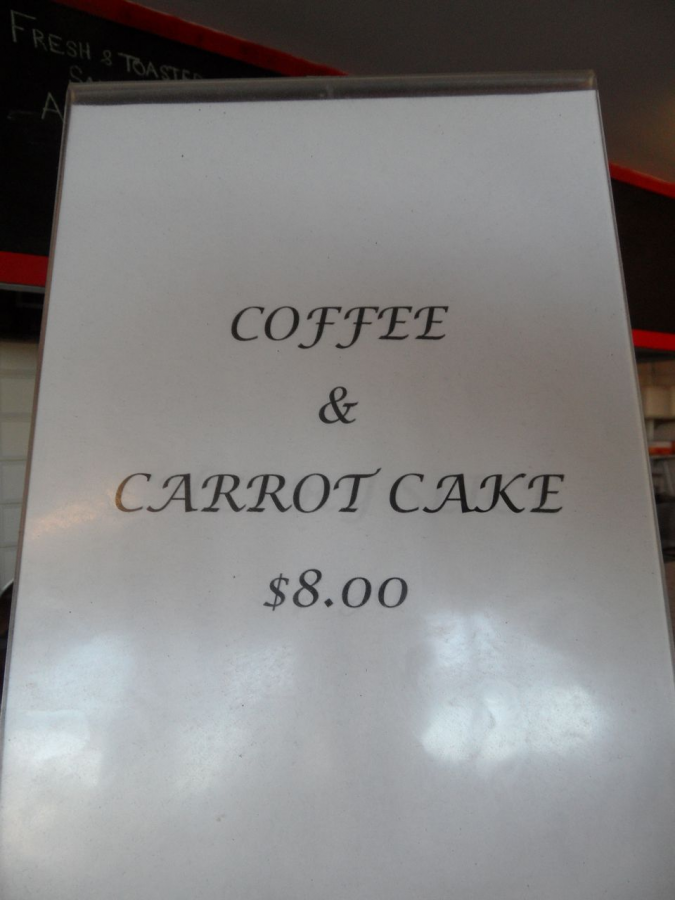 FRESH & TOASTED
COFFEE
&
CARROT CAKE
$8.00